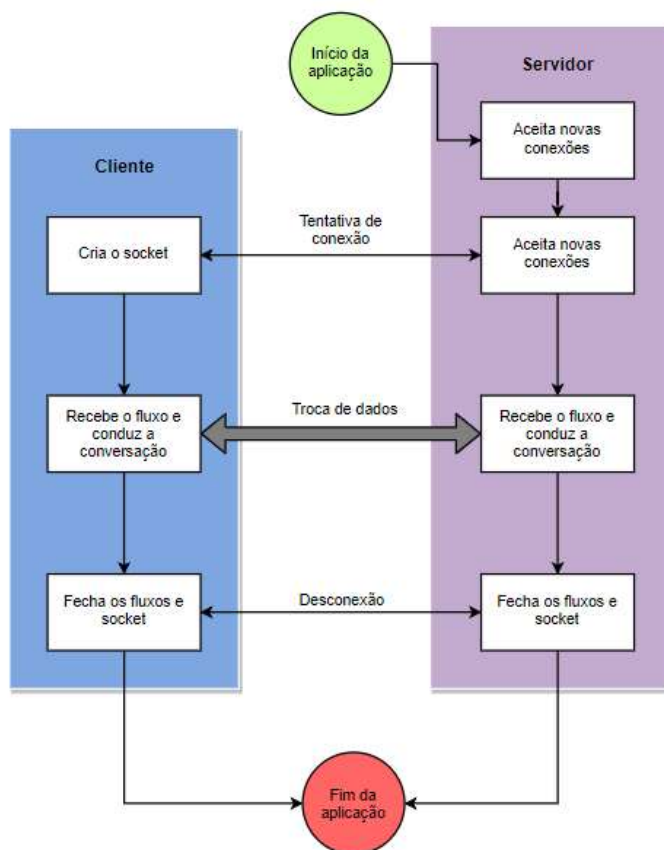 Início da
aplicação
Servidor
Aceita novas
conexões
Cliente
Tentativa de
conexão
Cria o socket
Aceita novas
conexões
Troca de dados
Recebe o fluxo e
conduz a
conversação
Recebe o fluxo e
conduz a
conversação
Desconexão
Fecha os fluxos e
socket
Fecha os fluxos e
socket
Fim da
aplicação